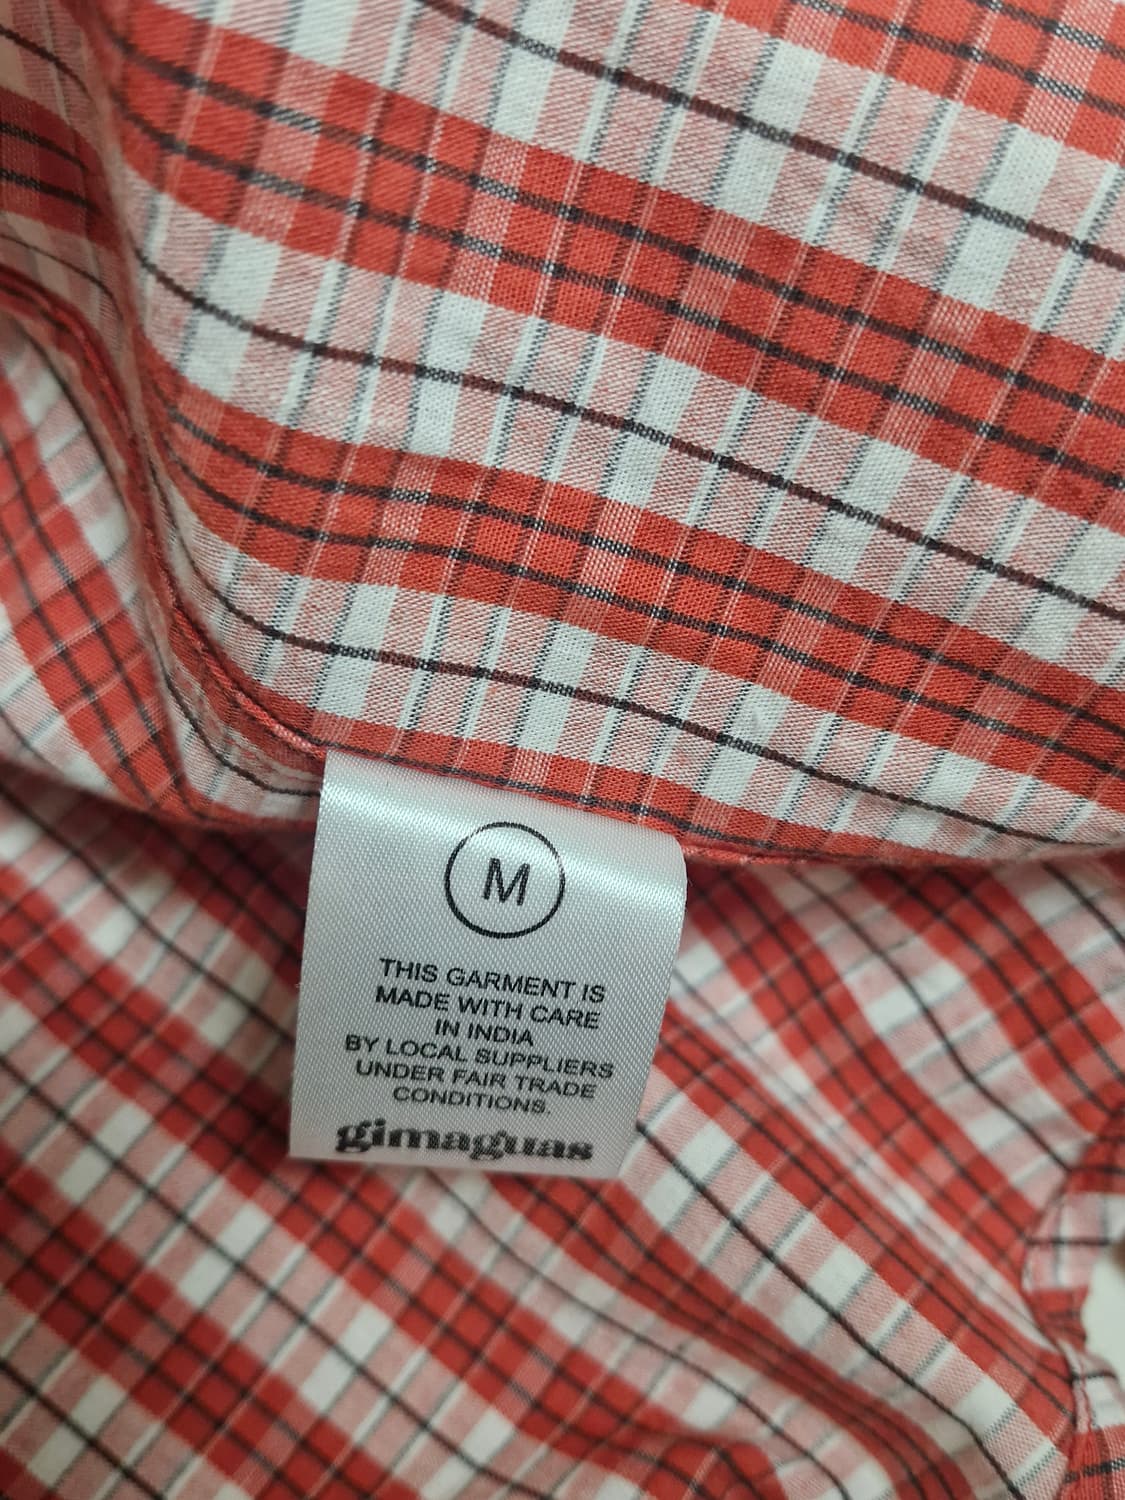 M
THIS GARMENT IS
MADE WITH CARE
IN INDIA
BY LOCAL SUPPLIERS
UNDER FAIR TRADE
CONDITIONS.
gimaguas